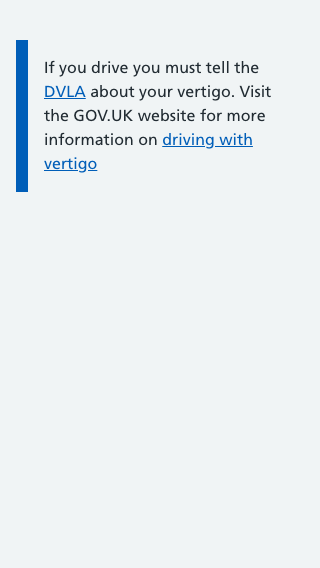 If you drive you must tell the
DVLA about your vertigo. Visit
the GOV.UK website for more
information on driving with
vertigo